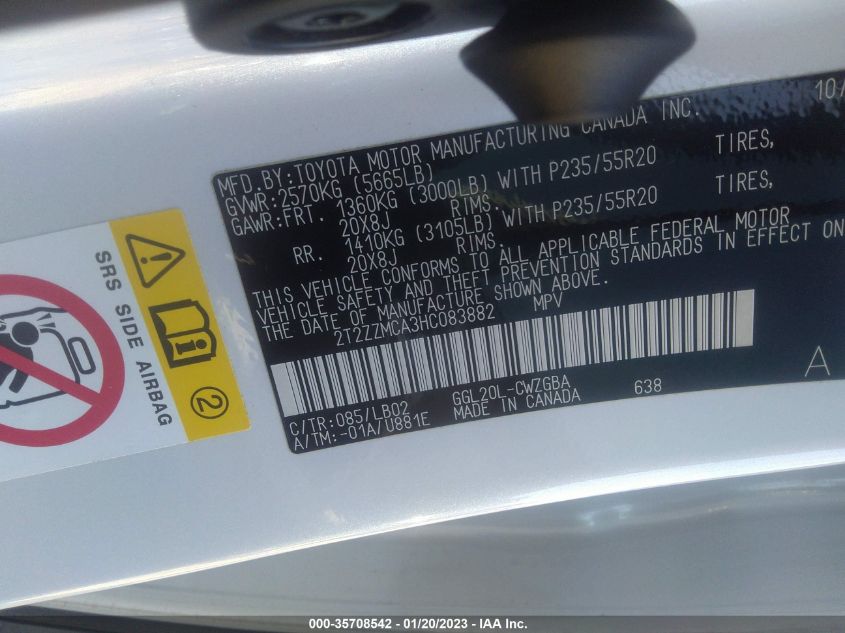 10/
MFD.BY:TOYOTA MOTOR MANUFACTURING CANADA INC.
GVWR:2570KG (5665LB)
GAWR:FRT. 1360KG (3000LB) WITH P235/55R20 TIRES,
20X8J RIMS.
RR. 1410KG (3105LB) WITH P235/55R20 TIRES,
20X8J RIMS.
THIS VEHICLE CONFORMS TO ALL APPLICABLE FEDERAL MOTOR
VEHICLE SAFETY AND THEFT PREVENTION STANDARDS IN EFFECT ON
THE DATE OF MANUFACTURE SHOWN ABOVE.
2T2ZZMCA3HC083882 MPV
A
C/TR:085/LB02 GGL20L-CWZGBA 638
A/TM:-01A/U881E MADE IN CANADA
SRS SIDE AIRBAG
2
000-35708542 - 01/20/2023 - IAA Inc.